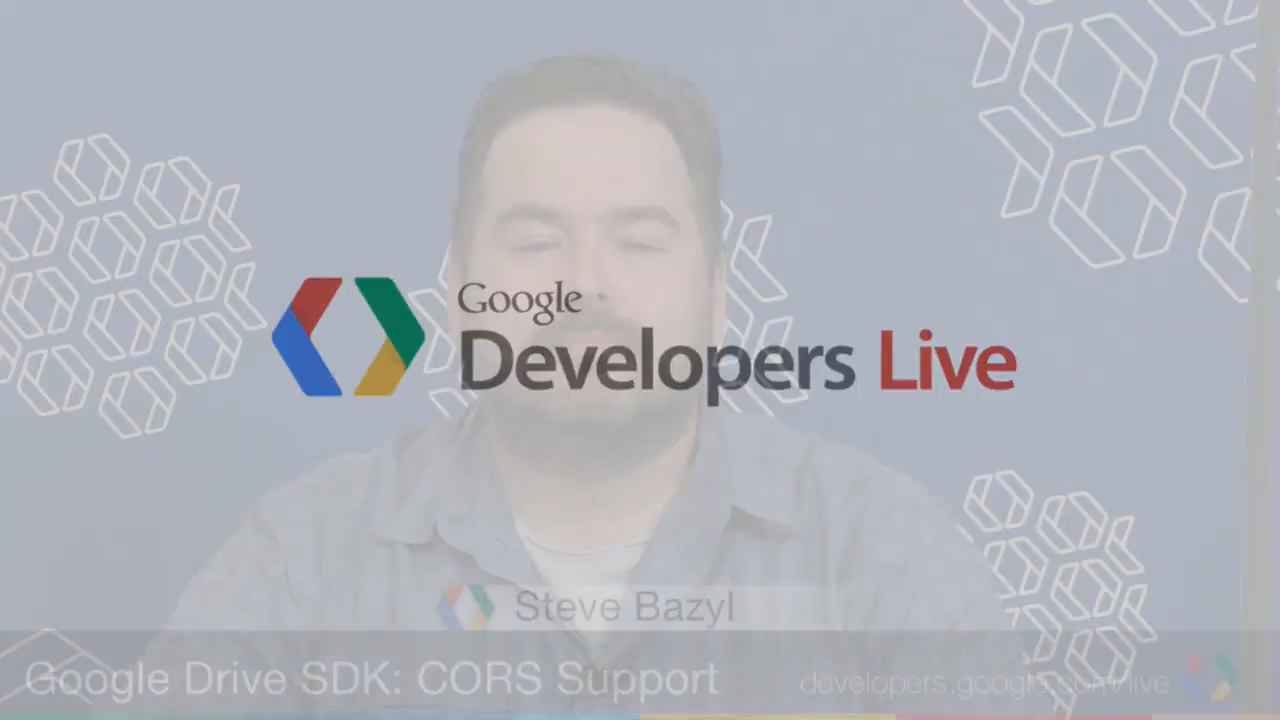 Google
Developers Live
Steve Bazyl
Google Drive SDK: CORS Support
developers.google.com/live